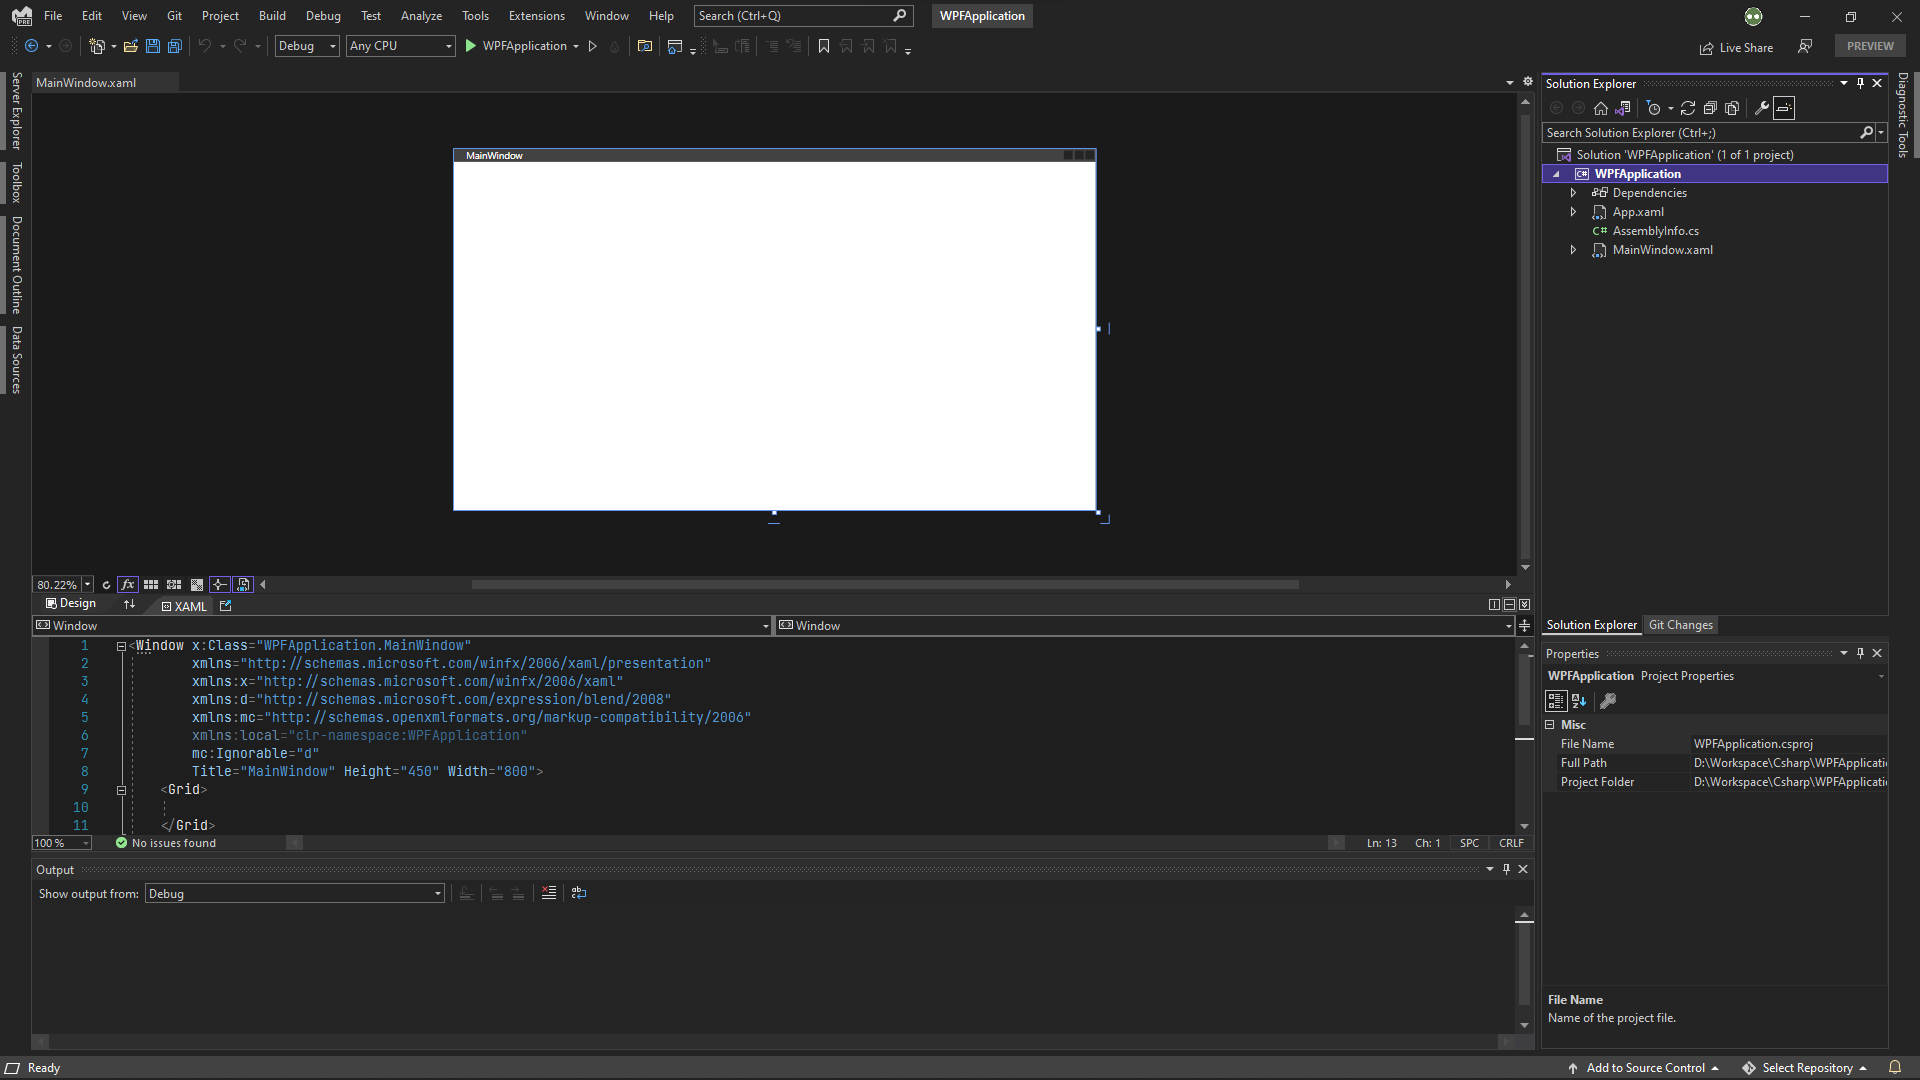 File Edit View Git Project Build Debug Test Analyze Tools Extensions Window Help Search (Ctrl+Q) WPFApplication
Debug Any CPU WPFApplication Live Share PREVIEW
Server Explorer
Toolbox
Document Outline
Data Sources
MainWindow.xaml
MainWindow
80.22%
Design XAML
Window Window
1 <Window x:Class="WPFApplication.MainWindow"
2 xmlns="http://schemas.microsoft.com/winfx/2006/xaml/presentation"
3 xmlns:x="http://schemas.microsoft.com/winfx/2006/xaml"
4 xmlns:d="http://schemas.microsoft.com/expression/blend/2008"
5 xmlns:mc="http://schemas.openxmlformats.org/markup-compatibility/2006"
6 xmlns:local="clr-namespace:WPFApplication"
7 mc:Ignorable="d"
8 Title="MainWindow" Height="450" Width="800">
9 <Grid>
10
11 </Grid>
100 % No issues found Ln: 13 Ch: 1 SPC CRLF
Output
Show output from: Debug
Solution Explorer
Search Solution Explorer (Ctrl+;)
Solution 'WPFApplication' (1 of 1 project)
WPFApplication
Dependencies
App.xaml
C# AssemblyInfo.cs
MainWindow.xaml
Solution Explorer Git Changes
Properties
WPFApplication Project Properties
Misc
File Name WPFApplication.csproj
Full Path D:\Workspace\Csharp\WPFApplicatio
Project Folder D:\Workspace\Csharp\WPFApplicatio
File Name
Name of the project file.
Diagnostic Tools
Ready Add to Source Control Select Repository